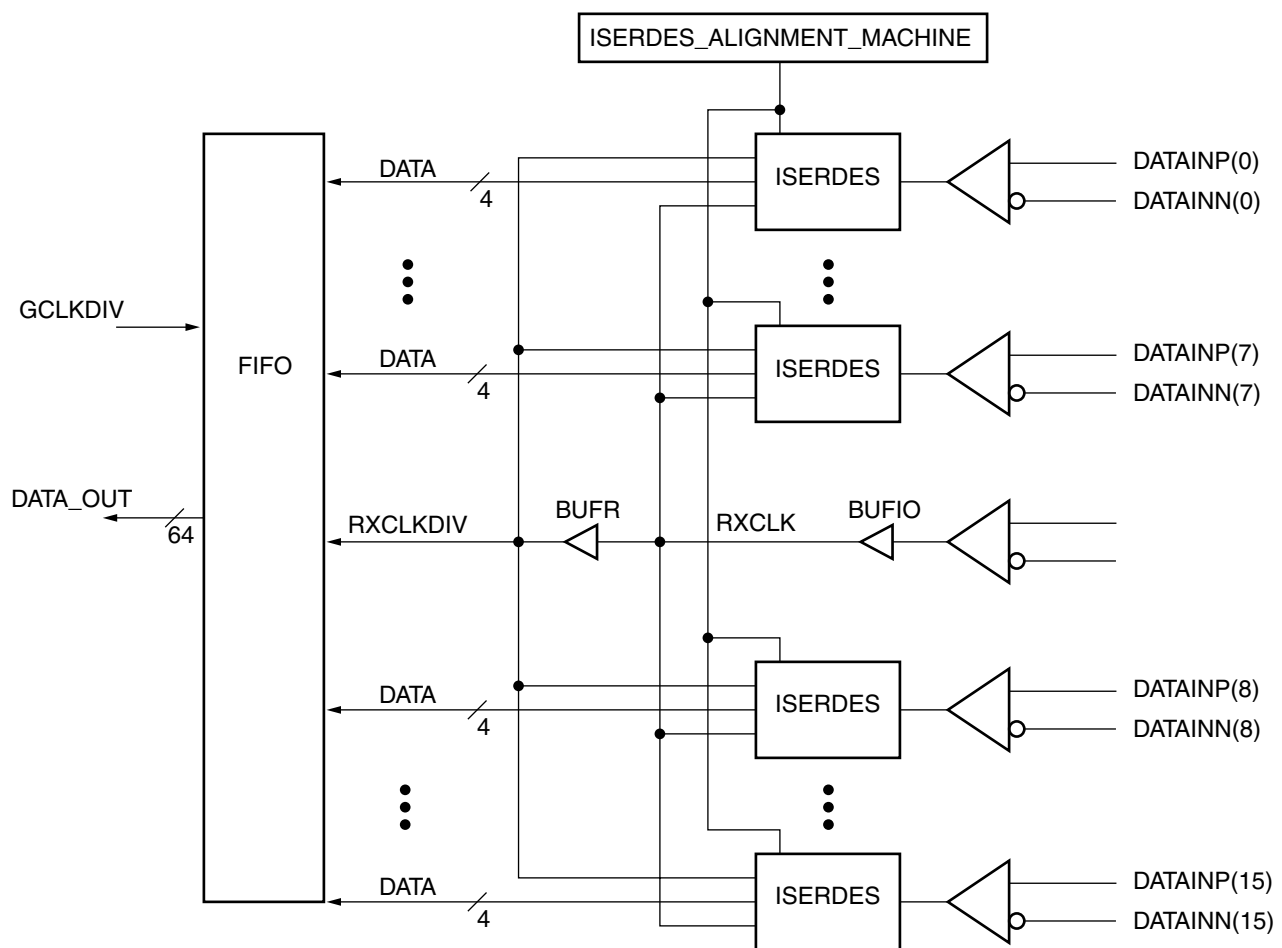 ISERDES_ALIGNMENT_MACHINE
DATA
4
ISERDES
DATAINP(0)
DATAINN(0)
GCLKDIV
FIFO
DATA
4
ISERDES
DATAINP(7)
DATAINN(7)
DATA_OUT
64
RXCLKDIV
BUFR
RXCLK
BUFIO
DATA
4
ISERDES
DATAINP(8)
DATAINN(8)
DATA
4
ISERDES
DATAINP(15)
DATAINN(15)